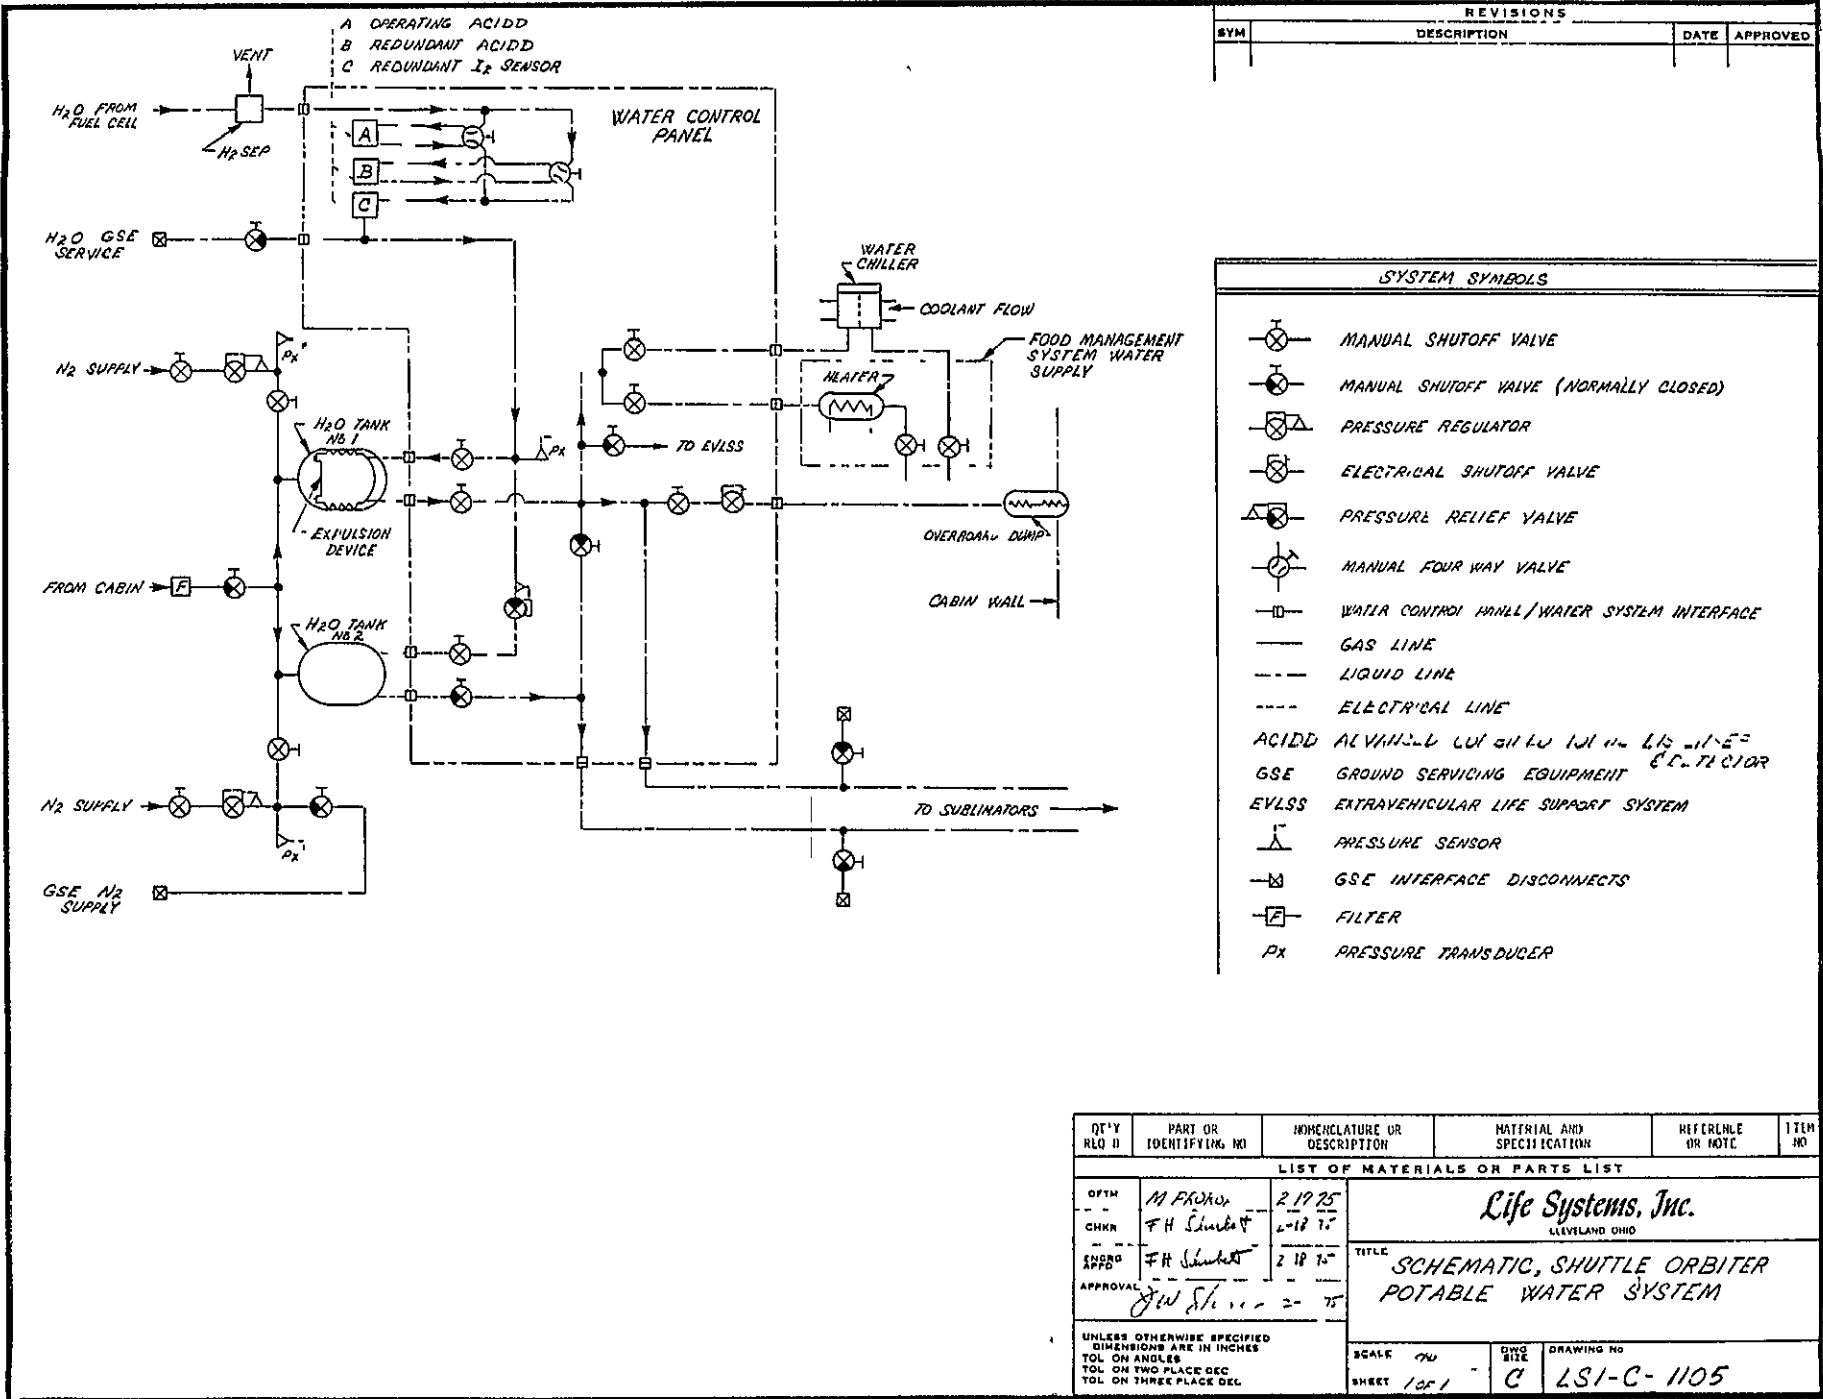 A OPERATING ACIDD
B REDUNDANT ACIDD
C REDUNDANT I2 SENSOR
VENT
H2O FROM
FUEL CELL
H2 SEP
A
B
C
WATER CONTROL
PANEL
H2O GSE
SERVICE
WATER
CHILLER
COOLANT FLOW
FOOD MANAGEMENT
SYSTEM WATER
SUPPLY
HEATER
N2 SUPPLY
PX
H2O TANK
NO 1
PX
TO EVLSS
EXPULSION
DEVICE
OVERBOARD DUMP
FROM CABIN
F
CABIN WALL
H2O TANK
NO 2
N2 SUPPLY
PX
TO SUBLIMATORS
GSE N2
SUPPLY
REVISIONS
SYM DESCRIPTION DATE APPROVED
SYSTEM SYMBOLS
MANUAL SHUTOFF VALVE
MANUAL SHUTOFF VALVE (NORMALLY CLOSED)
PRESSURE REGULATOR
ELECTRICAL SHUTOFF VALVE
PRESSURE RELIEF VALVE
MANUAL FOUR WAY VALVE
WATER CONTROL PANEL/WATER SYSTEM INTERFACE
GAS LINE
LIQUID LINE
ELECTRICAL LINE
ACIDD
GSE GROUND SERVICING EQUIPMENT
EVLSS EXTRAVEHICULAR LIFE SUPPORT SYSTEM
PRESSURE SENSOR
GSE INTERFACE DISCONNECTS
F FILTER
PX PRESSURE TRANSDUCER
QT'Y REQ D PART OR IDENTIFYING NO NOMENCLATURE OR DESCRIPTION MATERIAL AND SPECIFICATION REFERENCE OR NOTE ITEM NO
LIST OF MATERIALS OR PARTS LIST
DFTM M 2 17 75
CHKR F H Schubert 2-18 75
ENGRG APPD F H Schubert 2 18 75
APPROVAL 75
Life Systems, Inc.
CLEVELAND OHIO
TITLE SCHEMATIC, SHUTTLE ORBITER
POTABLE WATER SYSTEM
UNLESS OTHERWISE SPECIFIED
DIMENSIONS ARE IN INCHES
TOL ON ANGLES
TOL ON TWO PLACE DEC
TOL ON THREE PLACE DEC
SCALE
DWG SIZE C
DRAWING NO LSI-C-1105
SHEET 1 OF 1